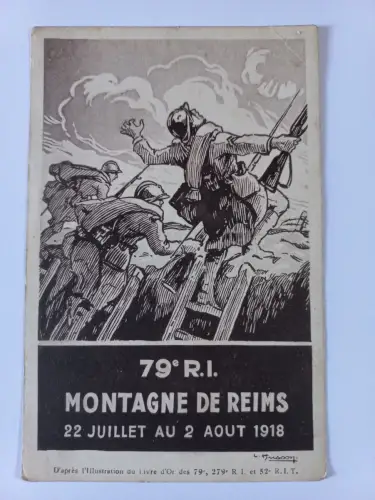 79e R.I.
MONTAGNE DE REIMS
22 JUILLET AU 2 AOUT 1918
D'après l'Illustration du Livre d'Or des 79e, 279e R. I. et 52e R. I. T.